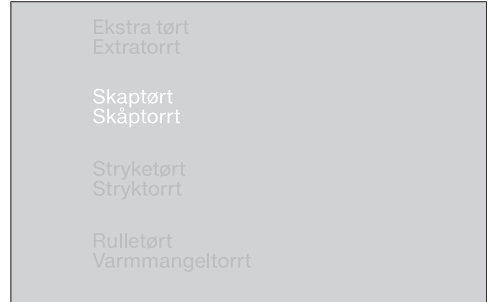 Ekstra tørt
Extratorrt
Skaptørt
Skåptorrt
Stryketørt
Stryktorrt
Rulletørt
Varmmangeltorrt